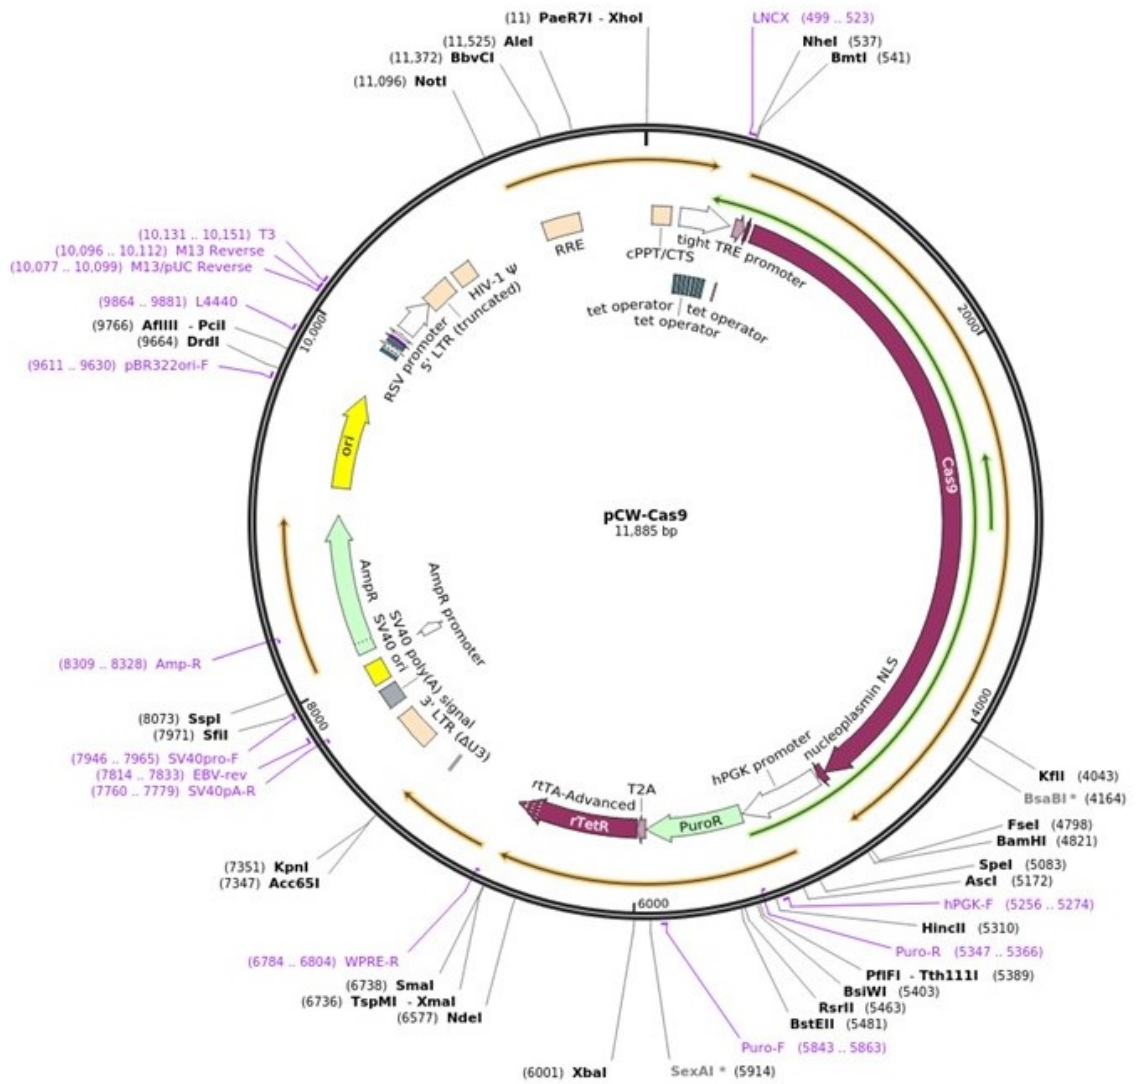 (11) PaeR7I - XhoI
(11,525) AleI
(11,372) BbvCI
(11,096) NotI
LNCX (499 .. 523)
NheI (537)
BmtI (541)
(10,131 .. 10,151) T3
(10,096 .. 10,112) M13 Reverse
(10,077 .. 10,099) M13/pUC Reverse
(9864 .. 9881) L4440
(9766) AflIII - PciI
(9664) DrdI
(9611 .. 9630) pBR322ori-F
10,000
2000
RRE
cPPT/CTS
tight TRE promoter
HIV-1 Ψ
5' LTR (truncated)
RSV promoter
tet operator
tet operator
tet operator
ori
Cas9
pCW-Cas9
11,885 bp
AmpR
AmpR promoter
SV40 ori
SV40 poly(A) signal
3' LTR (ΔU3)
(8309 .. 8328) Amp-R
(8073) SspI
(7971) SfiI
(7946 .. 7965) SV40pro-F
(7814 .. 7833) EBV-rev
(7760 .. 7779) SV40pA-R
8000
4000
nucleoplasmin NLS
hPGK promoter
rtTA-Advanced
T2A
rTetR
PuroR
KflI (4043)
BsaBI * (4164)
FseI (4798)
BamHI (4821)
SpeI (5083)
AscI (5172)
hPGK-F (5256 .. 5274)
HincII (5310)
Puro-R (5347 .. 5366)
PflFI - Tth111I (5389)
BsiWI (5403)
RsrII (5463)
BstEII (5481)
Puro-F (5843 .. 5863)
SexAI * (5914)
(6001) XbaI
6000
(7351) KpnI
(7347) Acc65I
(6784 .. 6804) WPRE-R
(6738) SmaI
(6736) TspMI - XmaI
(6577) NdeI